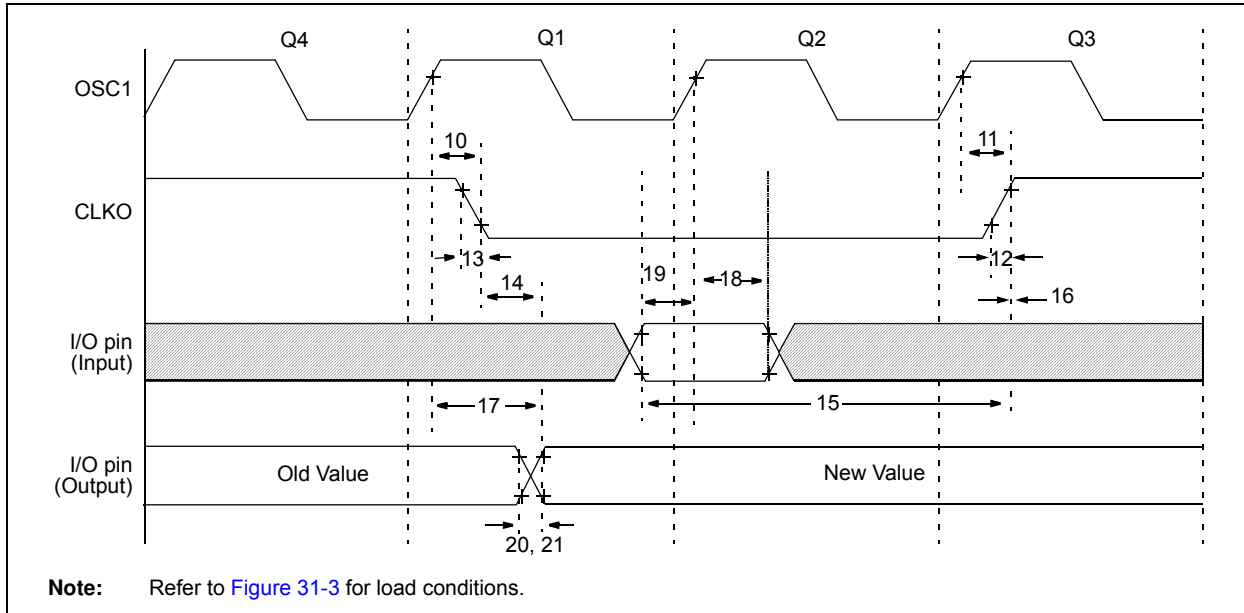 Q4 Q1 Q2 Q3
OSC1
10 11
CLKO
13 12
14 19 18 16
I/O pin
(Input)
17 15
I/O pin
(Output)
Old Value New Value
20, 21
Note: Refer to Figure 31-3 for load conditions.